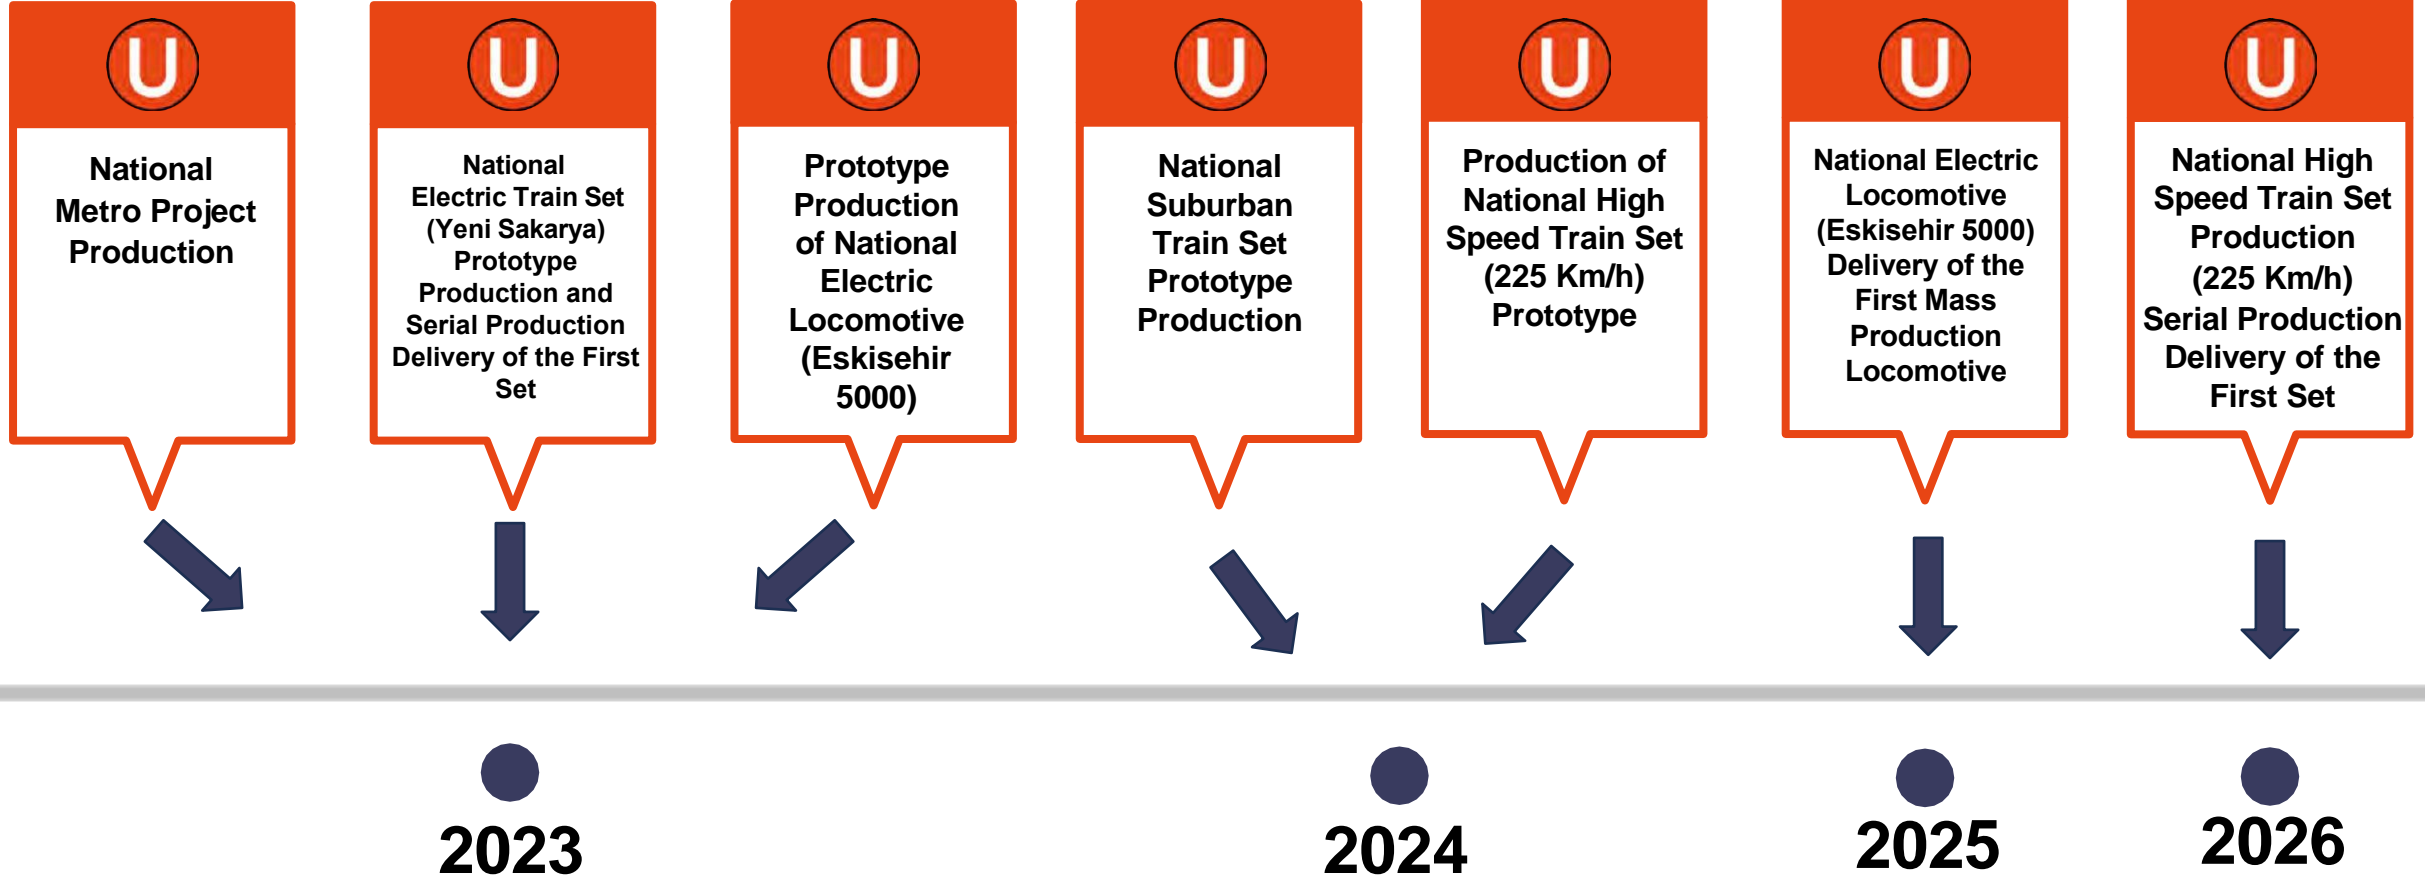 U
National
Metro Project
Production
U
National
Electric Train Set
(Yeni Sakarya)
Prototype
Production and
Serial Production
Delivery of the First
Set
U
Prototype
Production
of National
Electric
Locomotive
(Eskisehir
5000)
U
National
Suburban
Train Set
Prototype
Production
U
Production of
National High
Speed Train Set
(225 Km/h)
Prototype
U
National Electric
Locomotive
(Eskisehir 5000)
Delivery of the
First Mass
Production
Locomotive
U
National High
Speed Train Set
Production
(225 Km/h)
Serial Production
Delivery of the
First Set
2023
2024
2025
2026